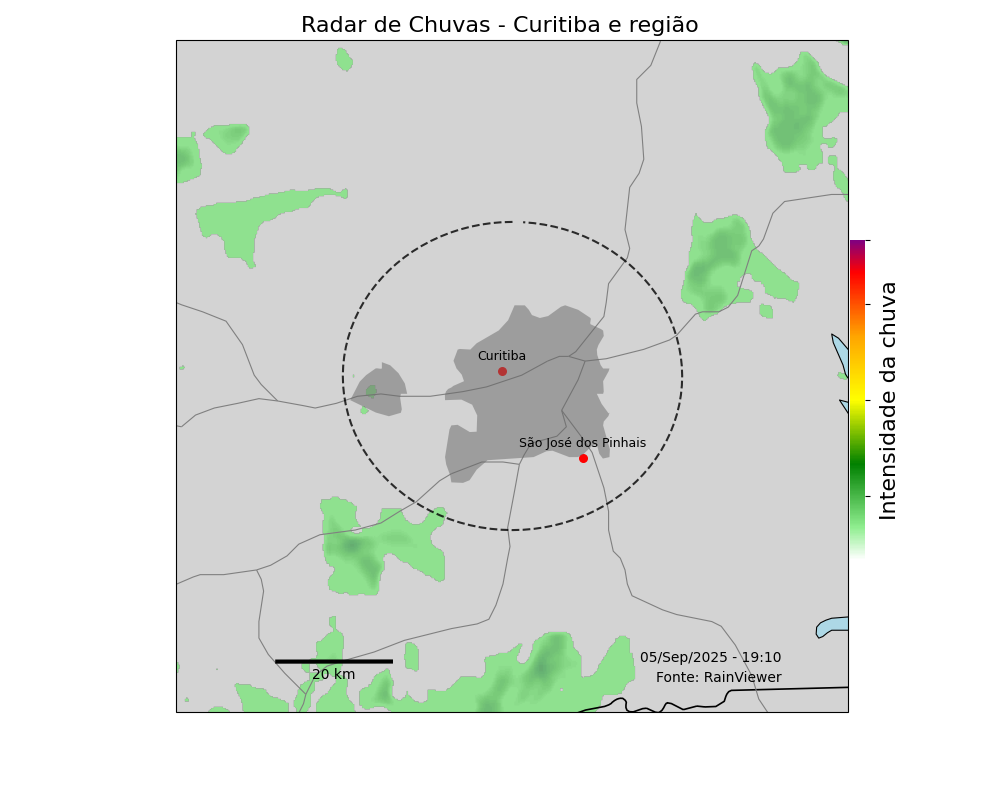 Radar de Chuvas - Curitiba e região
Curitiba
São José dos Pinhais
Intensidade da chuva
05/Sep/2025 - 19:10
Fonte: RainViewer
20 km